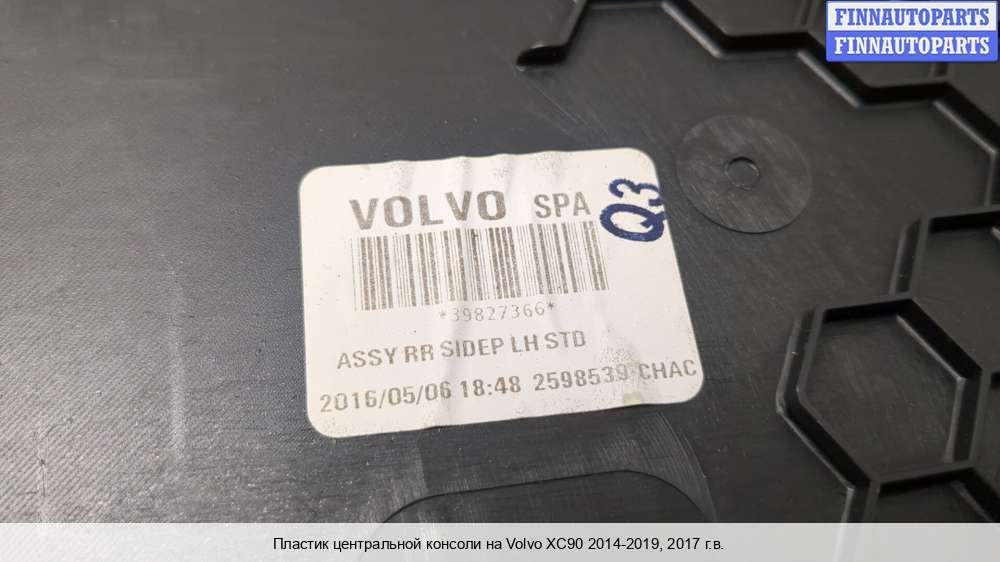 FINNAUTOPARTS
FINNAUTOPARTS
VOLVO SPA Q3
*39827366*
ASSY RR SIDEP LH STD
2016/05/06 18:48 2598539-CHAC
Пластик центральной консоли на Volvo XC90 2014-2019, 2017 г.в.